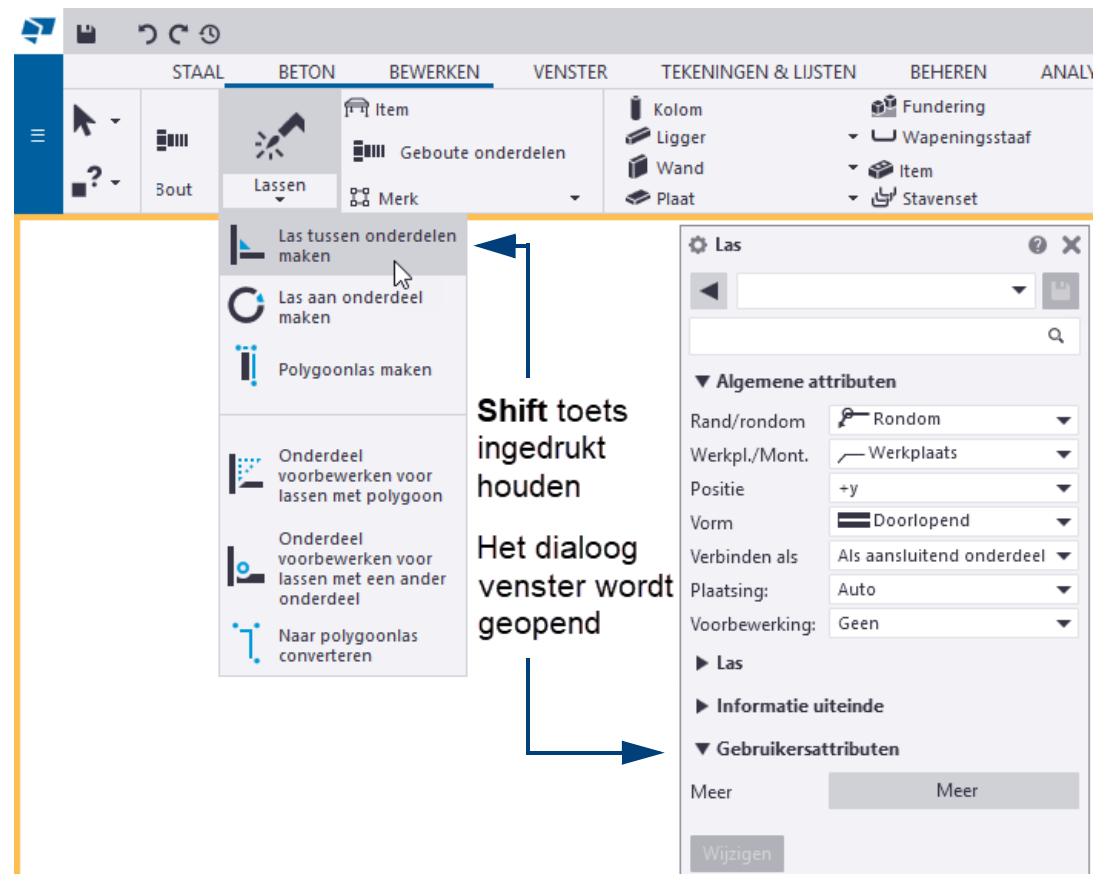 STAAL BETON BEWERKEN VENSTER TEKENINGEN & LIJSTEN BEHEREN ANALY
Bout
Lassen
Item
Geboute onderdelen
Merk
Kolom
Ligger
Wand
Plaat
Fundering
Wapeningsstaaf
Item
Stavenset
Las tussen onderdelen
maken
Las aan onderdeel
maken
Polygoonlas maken
Onderdeel
voorbewerken voor
lassen met polygoon
Onderdeel
voorbewerken voor
lassen met een ander
onderdeel
Naar polygoonlas
converteren
Shift toets
ingedrukt
houden
Het dialoog
venster wordt
geopend
Las
Algemene attributen
Rand/rondom Rondom
Werkpl./Mont. Werkplaats
Positie +y
Vorm Doorlopend
Verbinden als Als aansluitend onderdeel
Plaatsing: Auto
Voorbewerking: Geen
Las
Informatie uiteinde
Gebruikersattributen
Meer Meer
Wijzigen